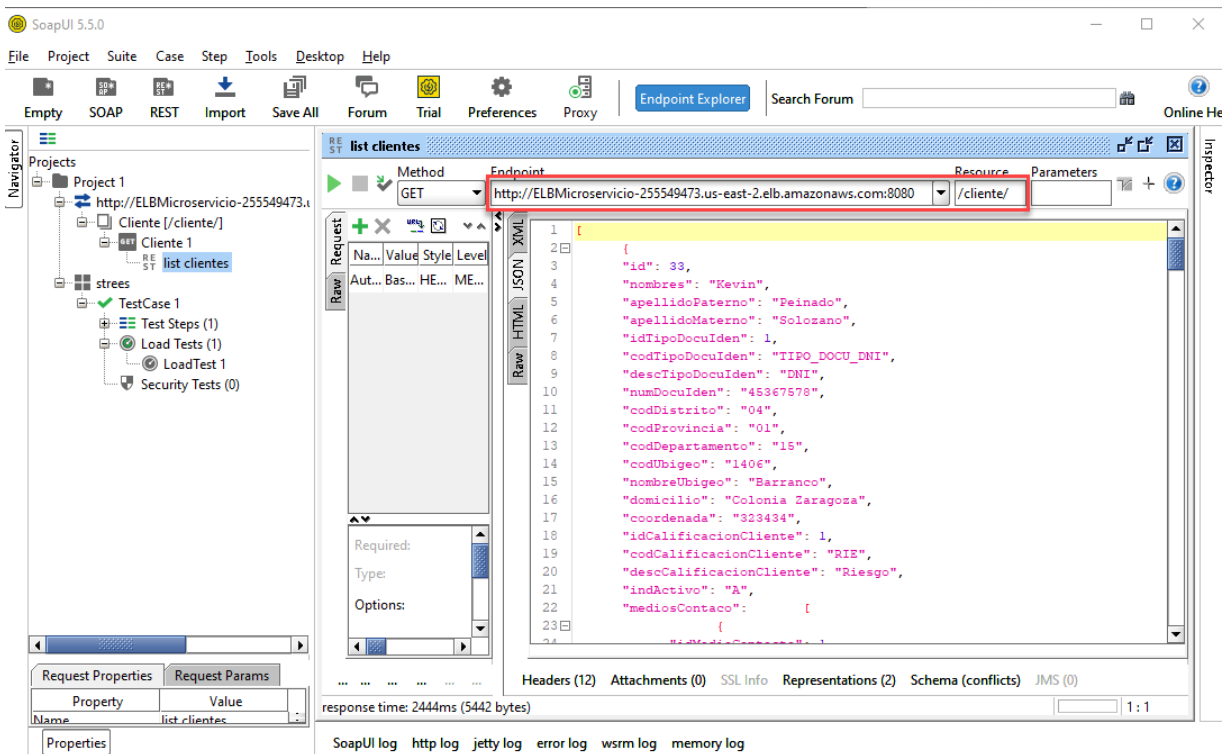 SoapUI 5.5.0
File Project Suite Case Step Tools Desktop Help
Empty SOAP REST Import Save All Forum Trial Preferences Proxy Endpoint Explorer Search Forum Online He
Navigator
Projects
Project 1
http://ELBMicroservicio-255549473.u
Cliente [/cliente/]
GET Cliente 1
REST list clientes
strees
TestCase 1
Test Steps (1)
Load Tests (1)
LoadTest 1
Security Tests (0)
Request Properties Request Params
Property Value
Name list clientes
Properties
REST list clientes
Method Endpoint Resource Parameters
GET http://ELBMicroservicio-255549473.us-east-2.elb.amazonaws.com:8080 /cliente/
Inspector
Request
Raw
Na... Value Style Level
Aut... Bas... HE... ME...
Required:
Type:
Options:
... ... ... ... ... ...
XML
JSON
HTML
Raw
1 [
2 {
3 "id": 33,
4 "nombres": "Kevin",
5 "apellidoPaterno": "Peinado",
6 "apellidoMaterno": "Solozano",
7 "idTipoDocuIden": 1,
8 "codTipoDocuIden": "TIPO_DOCU_DNI",
9 "descTipoDocuIden": "DNI",
10 "numDocuIden": "45367578",
11 "codDistrito": "04",
12 "codProvincia": "01",
13 "codDepartamento": "15",
14 "codUbigeo": "1406",
15 "nombreUbigeo": "Barranco",
16 "domicilio": "Colonia Zaragoza",
17 "coordenada": "323434",
18 "idCalificacionCliente": 1,
19 "codCalificacionCliente": "RIE",
20 "descCalificacionCliente": "Riesgo",
21 "indActivo": "A",
22 "mediosContaco": [
23 {
24
Headers (12) Attachments (0) SSL Info Representations (2) Schema (conflicts) JMS (0)
response time: 2444ms (5442 bytes) 1 : 1
SoapUI log http log jetty log error log wsrm log memory log